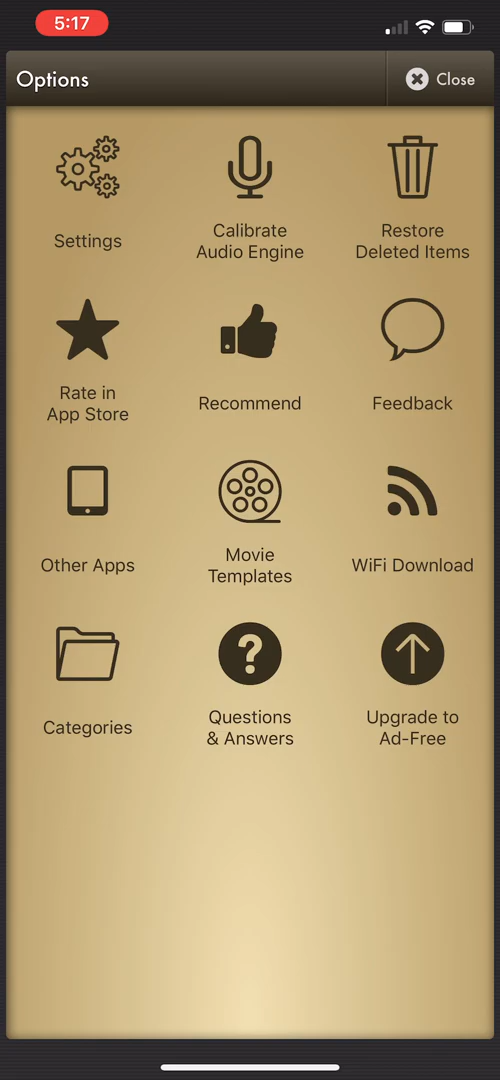 5:17
Options
Close
Settings
Calibrate
Audio Engine
Restore
Deleted Items
Rate in
App Store
Recommend
Feedback
Other Apps
Movie
Templates
WiFi Download
Categories
Questions
& Answers
Upgrade to
Ad-Free